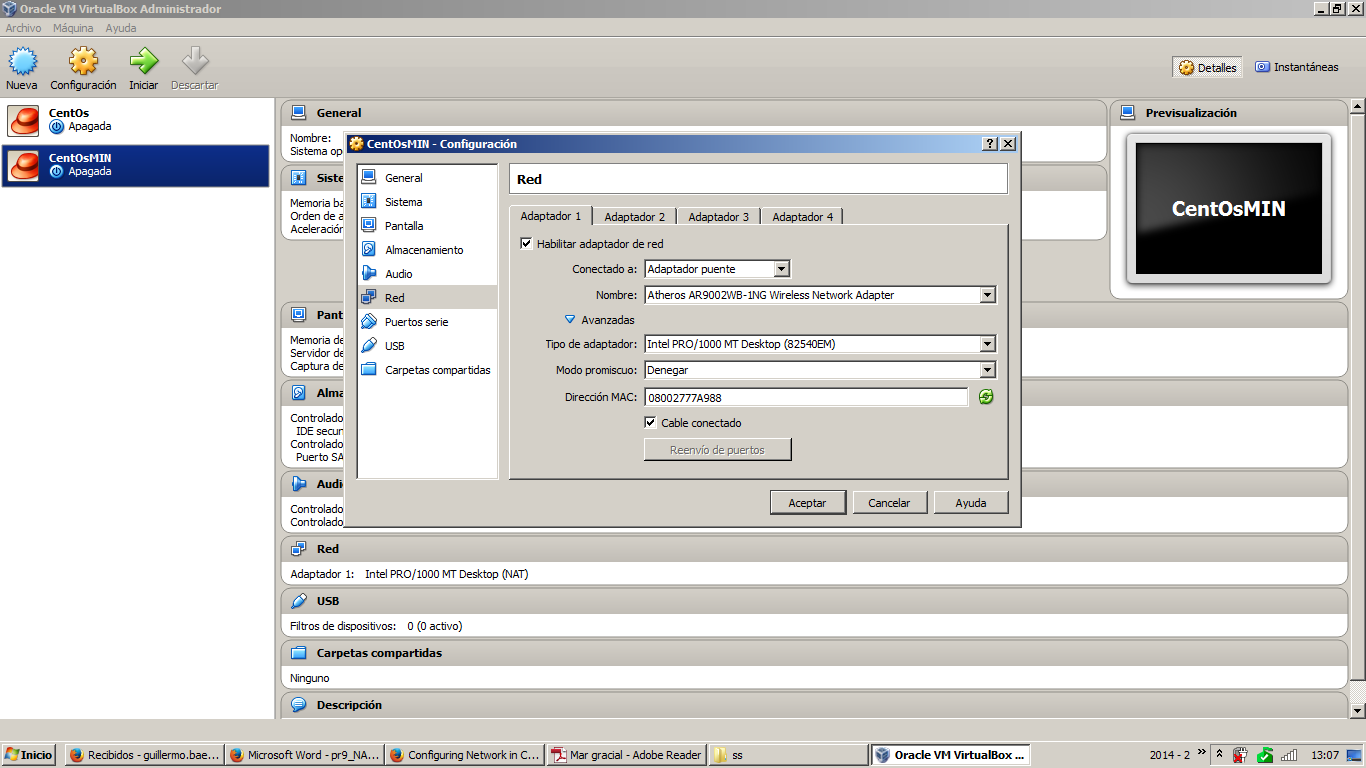 Oracle VM VirtualBox Administrador
Archivo Máquina Ayuda
Nueva Configuración Iniciar Descartar
Detalles Instantáneas
CentOs
Apagada
CentOsMIN
Apagada
General
Nombre:
Sistema op
Previsualización
CentOsMIN
Siste
Memoria ba
Orden de a
Aceleración
Pant
Memoria de
Servidor de
Captura de
Alma
Controlado
IDE secun
Controlado
Puerto SA
Audi
Controlado
Controlado
Red
Adaptador 1: Intel PRO/1000 MT Desktop (NAT)
USB
Filtros de dispositivos: 0 (0 activo)
Carpetas compartidas
Ninguno
Descripción
CentOsMIN - Configuración
General
Sistema
Pantalla
Almacenamiento
Audio
Red
Puertos serie
USB
Carpetas compartidas
Red
Adaptador 1 Adaptador 2 Adaptador 3 Adaptador 4
Habilitar adaptador de red
Conectado a: Adaptador puente
Nombre: Atheros AR9002WB-1NG Wireless Network Adapter
Avanzadas
Tipo de adaptador: Intel PRO/1000 MT Desktop (82540EM)
Modo promiscuo: Denegar
Dirección MAC: 08002777A988
Cable conectado
Reenvío de puertos
Aceptar Cancelar Ayuda
Inicio Recibidos - guillermo.bae... Microsoft Word - pr9_NA... Configuring Network in C... Mar gracial - Adobe Reader ss Oracle VM VirtualBox ... 2014 - 2 13:07